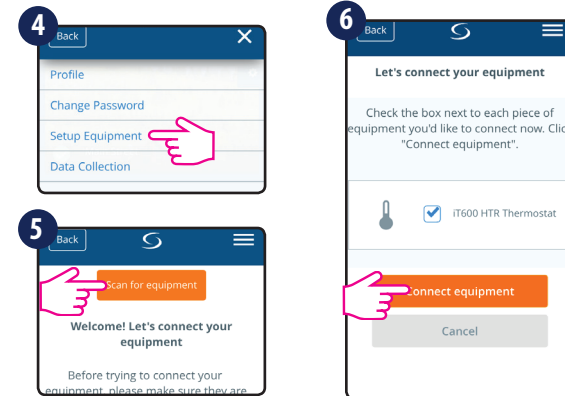 4
Back
Profile
Change Password
Setup Equipment
Data Collection
5
Back
Scan for equipment
Welcome! Let's connect your
equipment
Before trying to connect your
equipment, please make sure they are
6
Back
Let's connect your equipment
Check the box next to each piece of
equipment you'd like to connect now. Clic
"Connect equipment".
iT600 HTR Thermostat
Connect equipment
Cancel